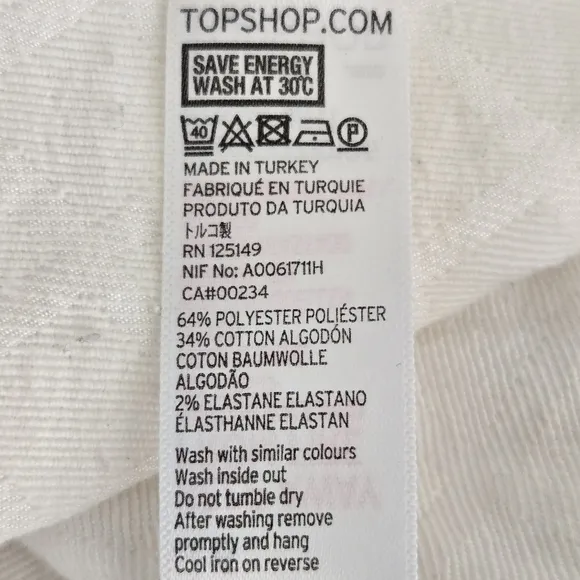 TOPSHOP.COM
SAVE ENERGY
WASH AT 30°C
40 P
MADE IN TURKEY
FABRIQUÉ EN TURQUIE
PRODUTO DA TURQUIA
トルコ製
RN 125149
NIF No: A0061711H
CA#00234
64% POLYESTER POLIÉSTER
34% COTTON ALGODÓN
COTON BAUMWOLLE
ALGODÃO
2% ELASTANE ELASTANO
ÉLASTHANNE ELASTAN
Wash with similar colours
Wash inside out
Do not tumble dry
After washing remove
promptly and hang
Cool iron on reverse